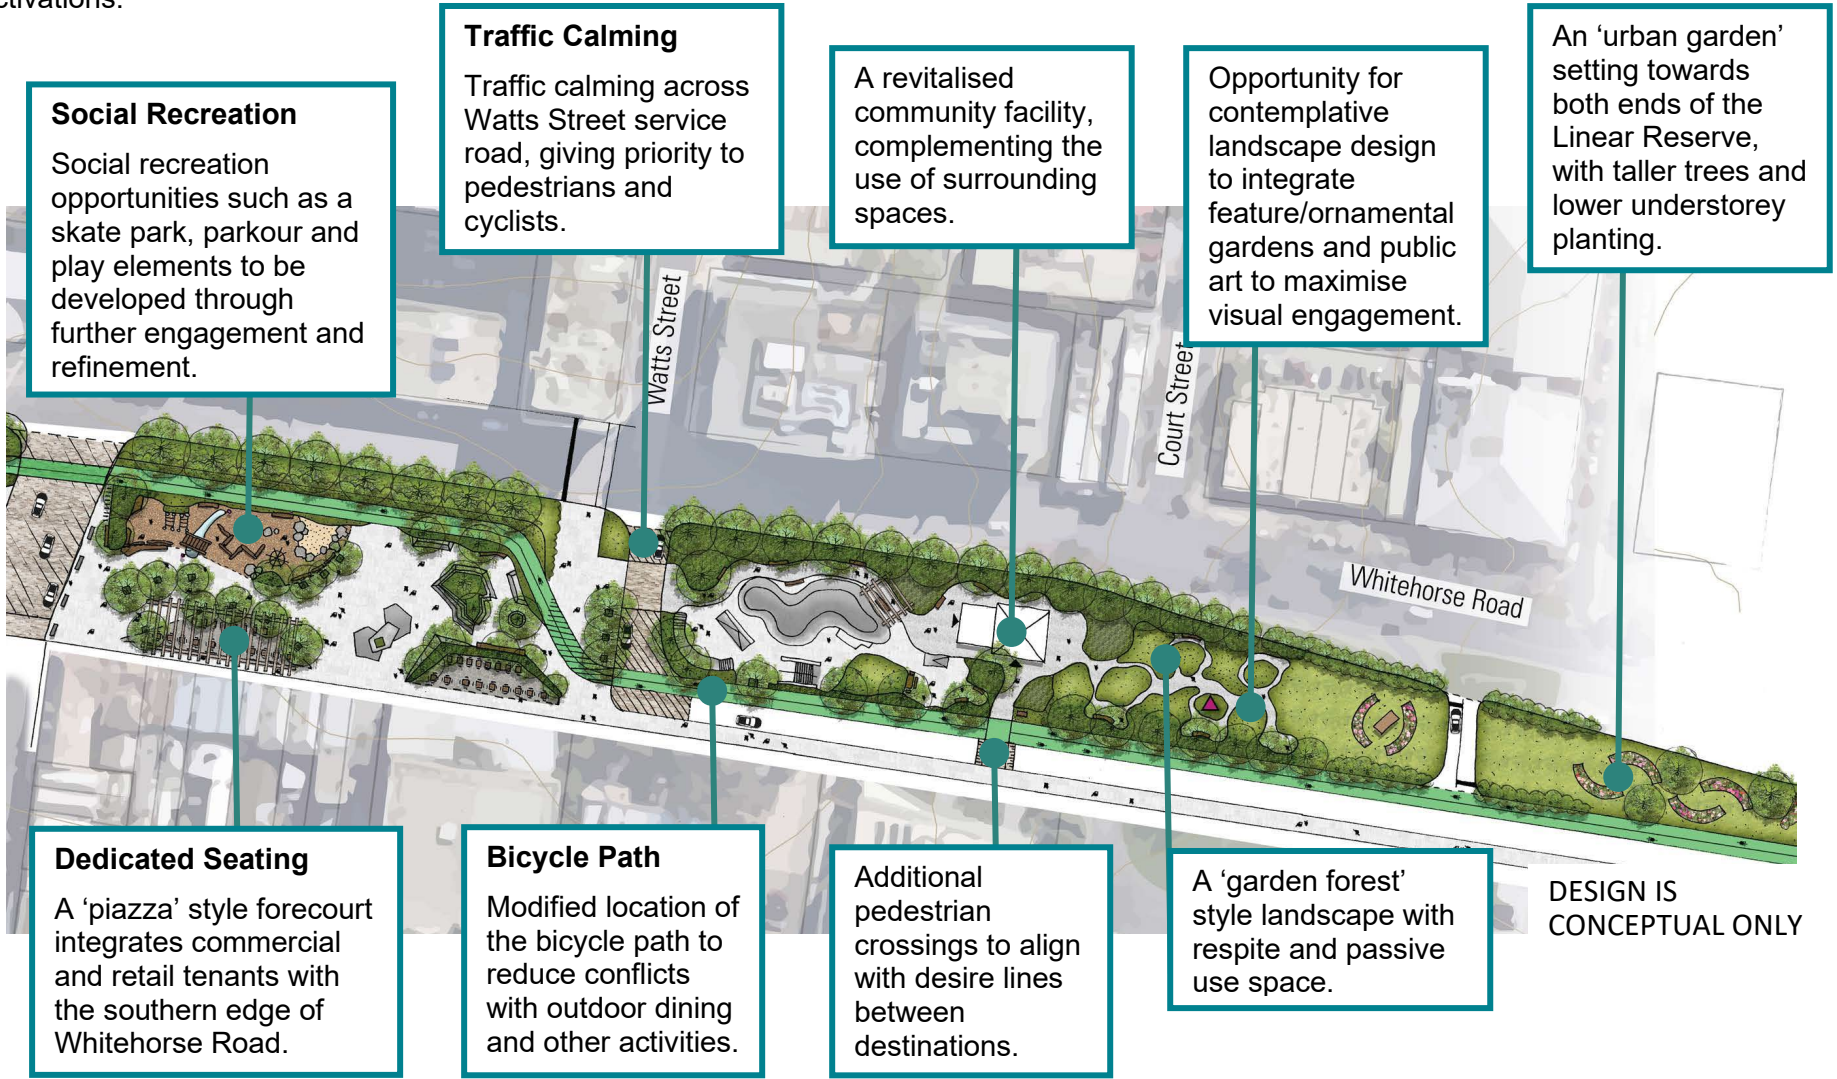 ctivations.
Social Recreation
Social recreation
opportunities such as a
skate park, parkour and
play elements to be
developed through
further engagement and
refinement.
Traffic Calming
Traffic calming across
Watts Street service
road, giving priority to
pedestrians and
cyclists.
A revitalised
community facility,
complementing the
use of surrounding
spaces.
Opportunity for
contemplative
landscape design
to integrate
feature/ornamental
gardens and public
art to maximise
visual engagement.
An ‘urban garden’
setting towards
both ends of the
Linear Reserve,
with taller trees and
lower understorey
planting.
Watts Street
Court Street
Whitehorse Road
Dedicated Seating
A ‘piazza’ style forecourt
integrates commercial
and retail tenants with
the southern edge of
Whitehorse Road.
Bicycle Path
Modified location of
the bicycle path to
reduce conflicts
with outdoor dining
and other activities.
Additional
pedestrian
crossings to align
with desire lines
between
destinations.
A ‘garden forest’
style landscape with
respite and passive
use space.
DESIGN IS
CONCEPTUAL ONLY